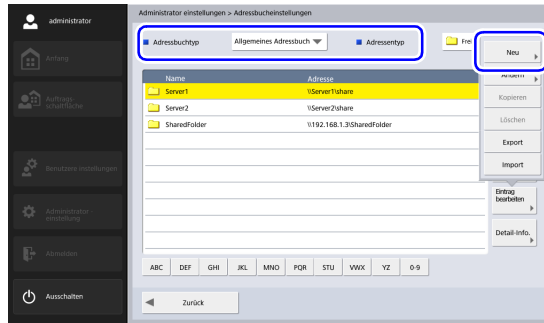 administrator
Anfang
Auftrags-
schaltfläche
Benutzere instellungen
Administrator -
einstellung
Abmelden
Ausschalten
Administrator einstellungen > Adressbucheinstellungen
Adressbuchtyp
Allgemeines Adressbuch
Adressentyp
Neu
Ändern
Kopieren
Löschen
Export
Import
Name Adresse
Server1 \\Server1\share
Server2 \\Server2\share
SharedFolder \\192.168.1.3\SharedFolder
Eintrag
bearbeiten
Detail-Info.
ABC DEF GHI JKL MNO PQR STU VWX YZ 0-9
Zurück